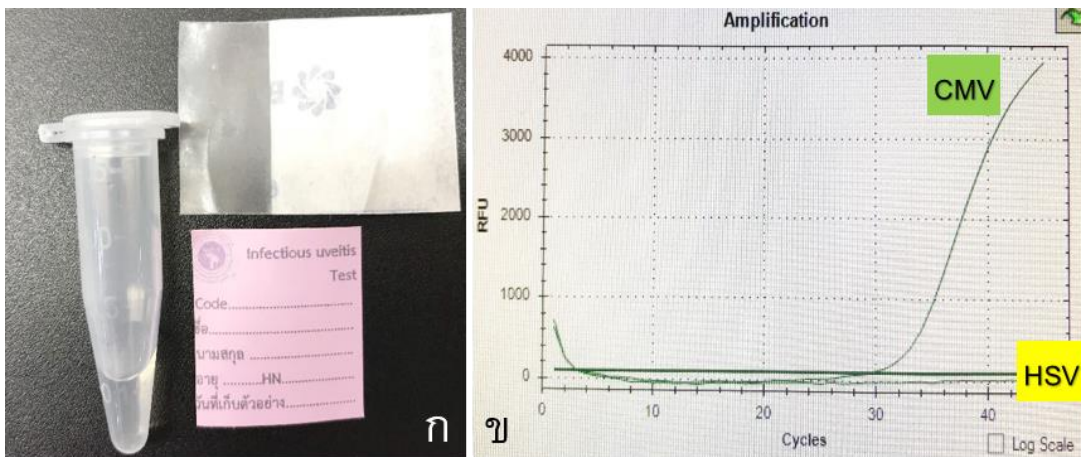 Infectious uveitis
Test
Code
ชื่อ
นามสกุล
อายุ ..........HN
วันที่เก็บตัวอย่าง
ก
ข
Amplification
CMV
HSV
RFU
4000
3000
2000
1000
0
0
10
20
30
40
Cycles
Log Scale